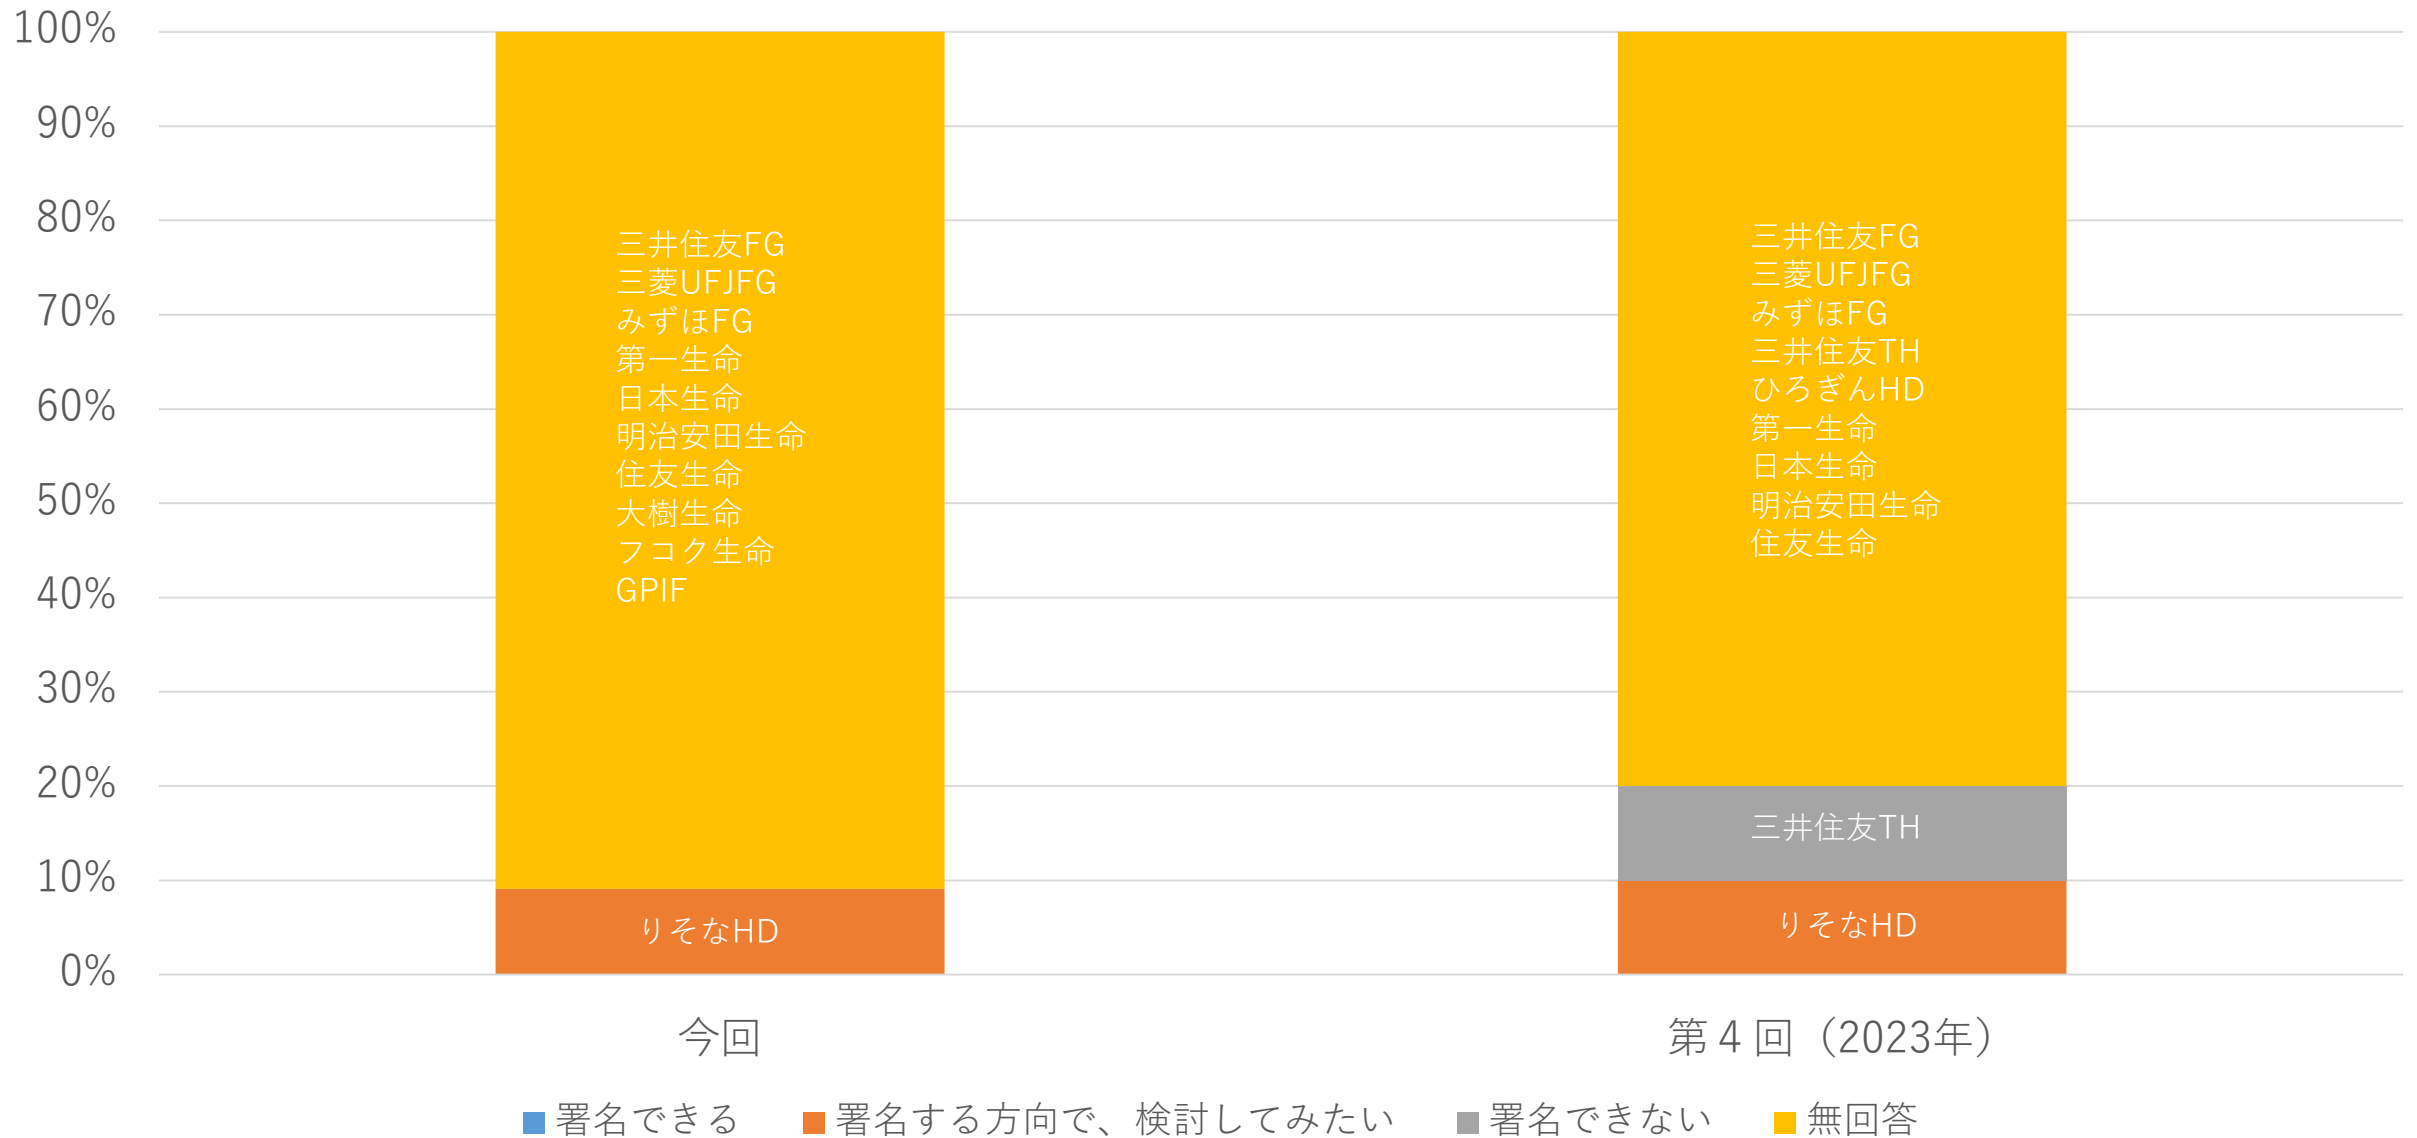 100%
90%
80%
70%
60%
50%
40%
30%
20%
10%
0%
三井住友FG
三菱UFJFG
みずほFG
第一生命
日本生命
明治安田生命
住友生命
大樹生命
フコク生命
GPIF
りそなHD
三井住友FG
三菱UFJFG
みずほFG
三井住友TH
ひろぎんHD
第一生命
日本生命
明治安田生命
住友生命
三井住友TH
りそなHD
今回
第４回（2023年）
署名できる
署名する方向で、検討してみたい
署名できない
無回答